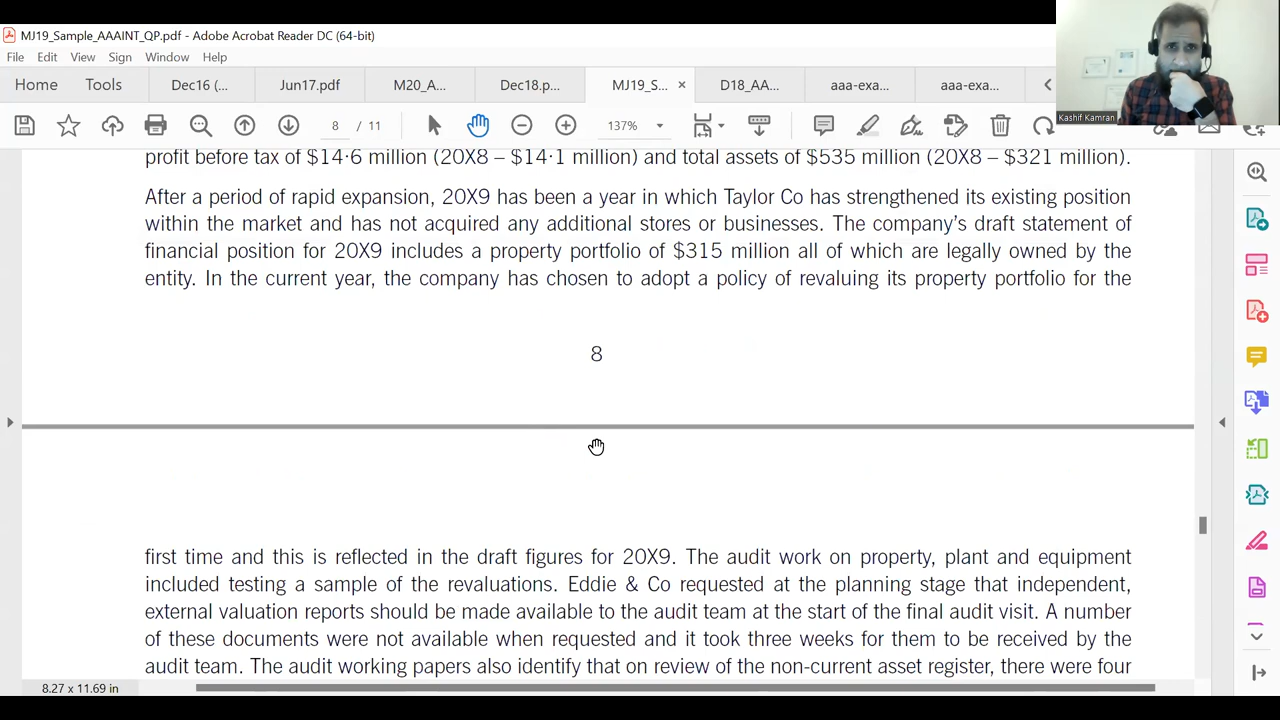 MJ19_Sample_AAAINT_QP.pdf - Adobe Acrobat Reader DC (64-bit)
File Edit View Sign Window Help
Home Tools Dec16 (... Jun17.pdf M20_A... Dec18.p... MJ19_S... D18_AA... aaa-exa... aaa-exa...
8 / 11 137%
Kashif Kamran
profit before tax of $14·6 million (20X8 – $14·1 million) and total assets of $535 million (20X8 – $321 million).
After a period of rapid expansion, 20X9 has been a year in which Taylor Co has strengthened its existing position
within the market and has not acquired any additional stores or businesses. The company's draft statement of
financial position for 20X9 includes a property portfolio of $315 million all of which are legally owned by the
entity. In the current year, the company has chosen to adopt a policy of revaluing its property portfolio for the
8
first time and this is reflected in the draft figures for 20X9. The audit work on property, plant and equipment
included testing a sample of the revaluations. Eddie & Co requested at the planning stage that independent,
external valuation reports should be made available to the audit team at the start of the final audit visit. A number
of these documents were not available when requested and it took three weeks for them to be received by the
audit team. The audit working papers also identify that on review of the non-current asset register, there were four
8.27 x 11.69 in